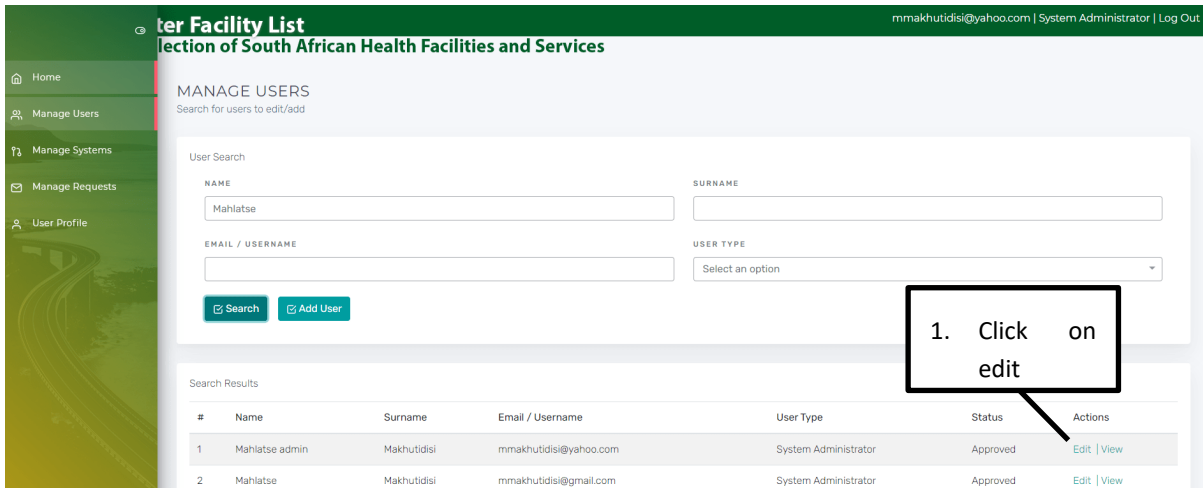 ter Facility List
mmakhutidisi@yahoo.com | System Administrator | Log Out
lection of South African Health Facilities and Services
Home
Manage Users
Manage Systems
Manage Requests
User Profile
MANAGE USERS
Search for users to edit/add
User Search
NAME SURNAME
Mahlatse
EMAIL / USERNAME USER TYPE
Select an option
Search Add User
1. Click on
edit
Search Results
# Name Surname Email / Username User Type Status Actions
1 Mahlatse admin Makhutidisi mmakhutidisi@yahoo.com System Administrator Approved Edit | View
2 Mahlatse Makhutidisi mmakhutidisi@gmail.com System Administrator Approved Edit | View